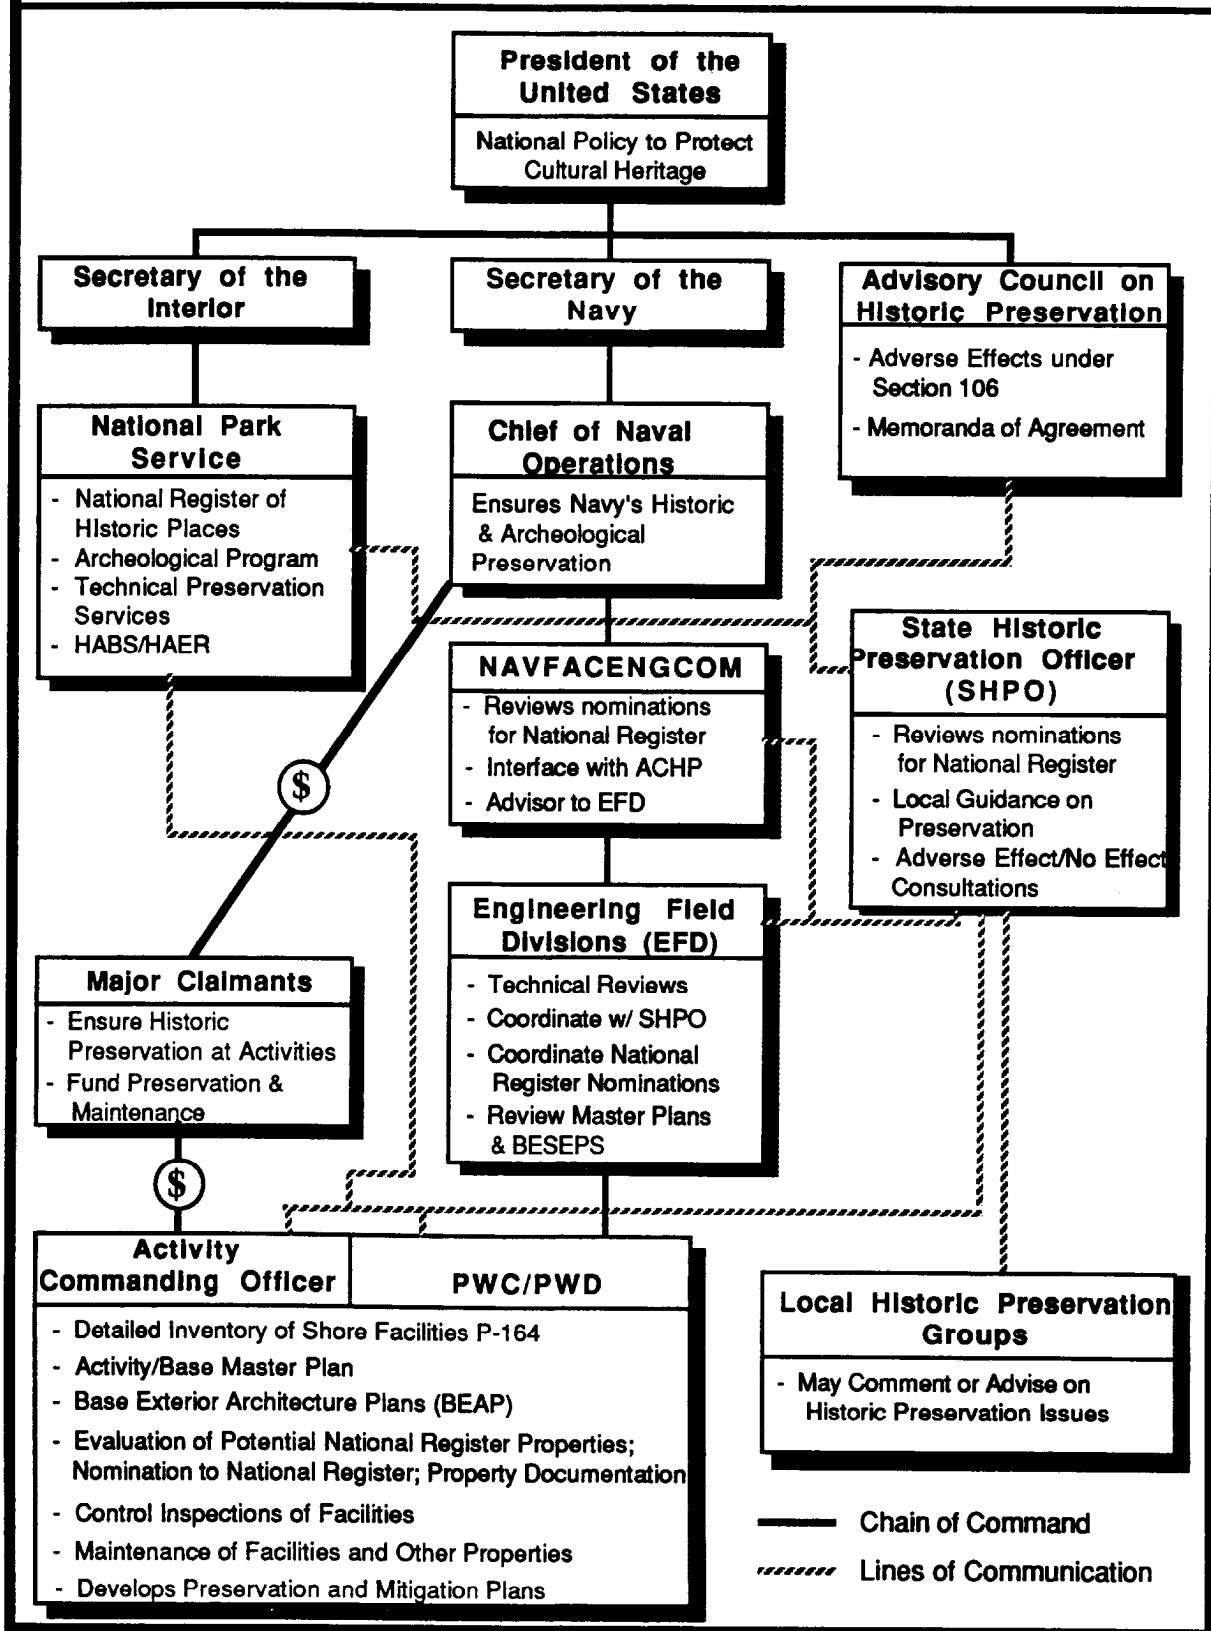 President of the
United States
National Policy to Protect
Cultural Heritage
Secretary of the
Interior
Secretary of the
Navy
Advisory Council on
Historic Preservation
- Adverse Effects under
Section 106
- Memoranda of Agreement
National Park
Service
- National Register of
Historic Places
- Archeological Program
- Technical Preservation
Services
- HABS/HAER
Chief of Naval
Operations
Ensures Navy's Historic
& Archeological
Preservation
State Historic
Preservation Officer
(SHPO)
- Reviews nominations
for National Register
- Local Guidance on
Preservation
- Adverse Effect/No Effect
Consultations
NAVFACENGCOM
- Reviews nominations
for National Register
- Interface with ACHP
- Advisor to EFD
$
Engineering Field
Divisions (EFD)
- Technical Reviews
- Coordinate w/ SHPO
- Coordinate National
Register Nominations
- Review Master Plans
& BESEPS
Major Claimants
- Ensure Historic
Preservation at Activities
- Fund Preservation &
Maintenance
$
Activity
Commanding Officer
PWC/PWD
- Detailed Inventory of Shore Facilities P-164
- Activity/Base Master Plan
- Base Exterior Architecture Plans (BEAP)
- Evaluation of Potential National Register Properties;
Nomination to National Register; Property Documentation
- Control Inspections of Facilities
- Maintenance of Facilities and Other Properties
- Develops Preservation and Mitigation Plans
Local Historic Preservation
Groups
- May Comment or Advise on
Historic Preservation Issues
Chain of Command
Lines of Communication